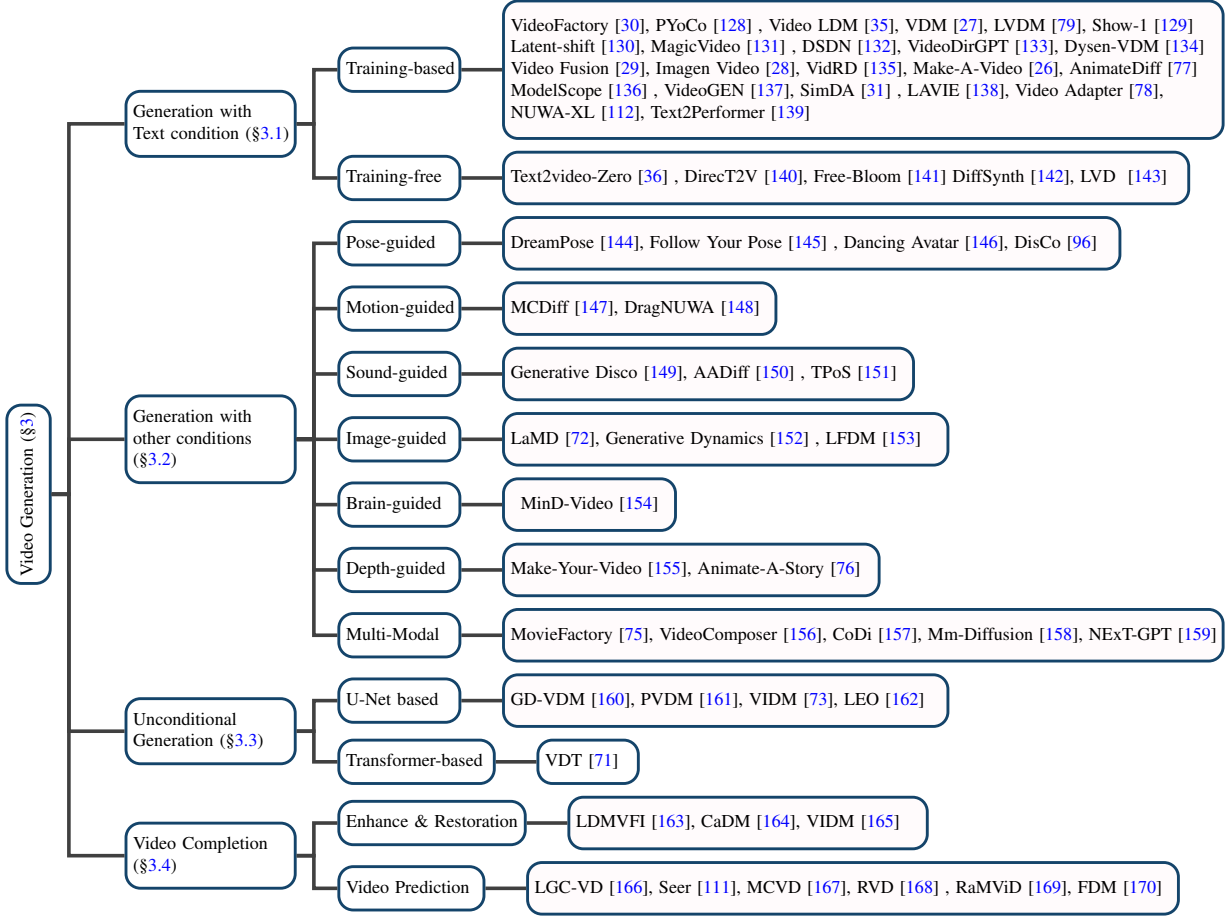 Video Generation (§3)
Generation with
Text condition (§3.1)
Training-based
VideoFactory [30], PYoCo [128] , Video LDM [35], VDM [27], LVDM [79], Show-1 [129]
Latent-shift [130], MagicVideo [131] , DSDN [132], VideoDirGPT [133], Dysen-VDM [134]
Video Fusion [29], Imagen Video [28], VidRD [135], Make-A-Video [26], AnimateDiff [77]
ModelScope [136] , VideoGEN [137], SimDA [31] , LAVIE [138], Video Adapter [78],
NUWA-XL [112], Text2Performer [139]
Training-free
Text2video-Zero [36] , DirecT2V [140], Free-Bloom [141] DiffSynth [142], LVD [143]
Generation with
other conditions
(§3.2)
Pose-guided
DreamPose [144], Follow Your Pose [145] , Dancing Avatar [146], DisCo [96]
Motion-guided
MCDiff [147], DragNUWA [148]
Sound-guided
Generative Disco [149], AADiff [150] , TPoS [151]
Image-guided
LaMD [72], Generative Dynamics [152] , LFDM [153]
Brain-guided
MinD-Video [154]
Depth-guided
Make-Your-Video [155], Animate-A-Story [76]
Multi-Modal
MovieFactory [75], VideoComposer [156], CoDi [157], Mm-Diffusion [158], NExT-GPT [159]
Unconditional
Generation (§3.3)
U-Net based
GD-VDM [160], PVDM [161], VIDM [73], LEO [162]
Transformer-based
VDT [71]
Video Completion
(§3.4)
Enhance & Restoration
LDMVFI [163], CaDM [164], VIDM [165]
Video Prediction
LGC-VD [166], Seer [111], MCVD [167], RVD [168] , RaMViD [169], FDM [170]